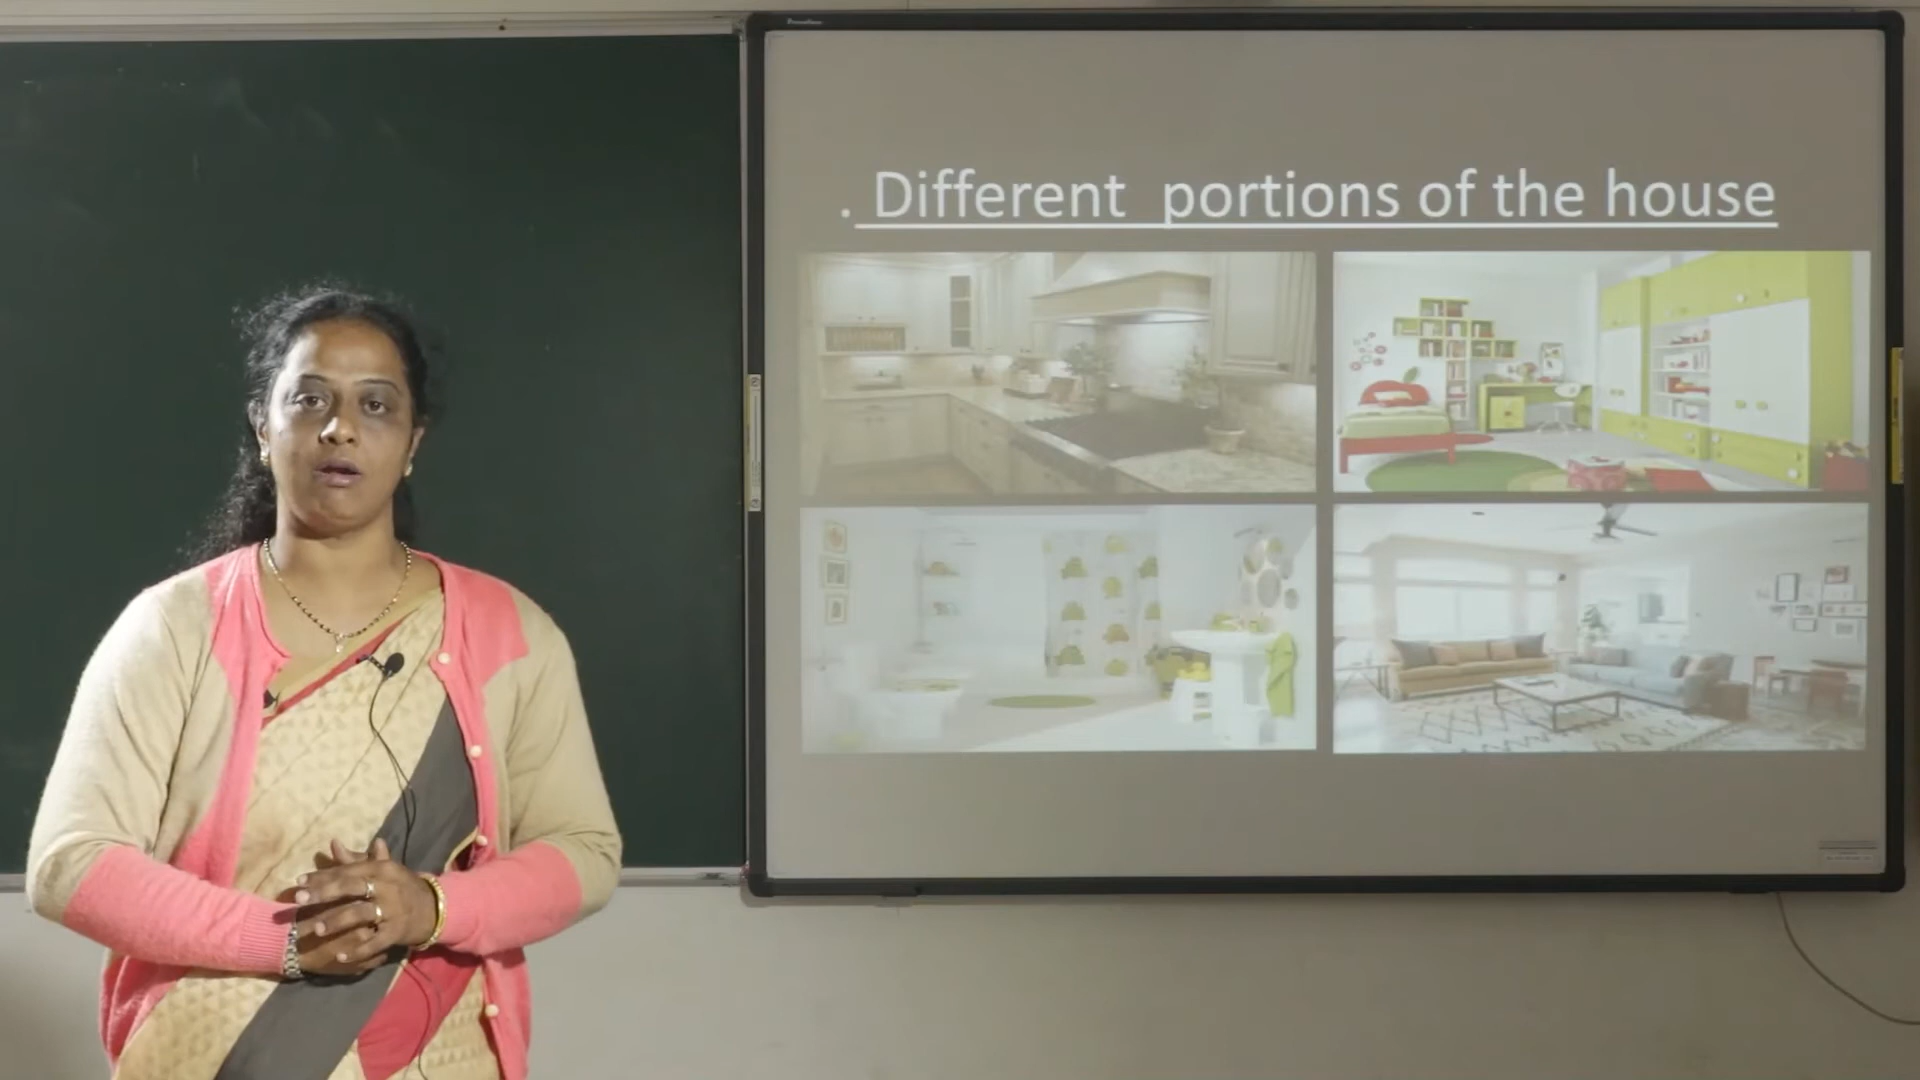 . Different portions of the house